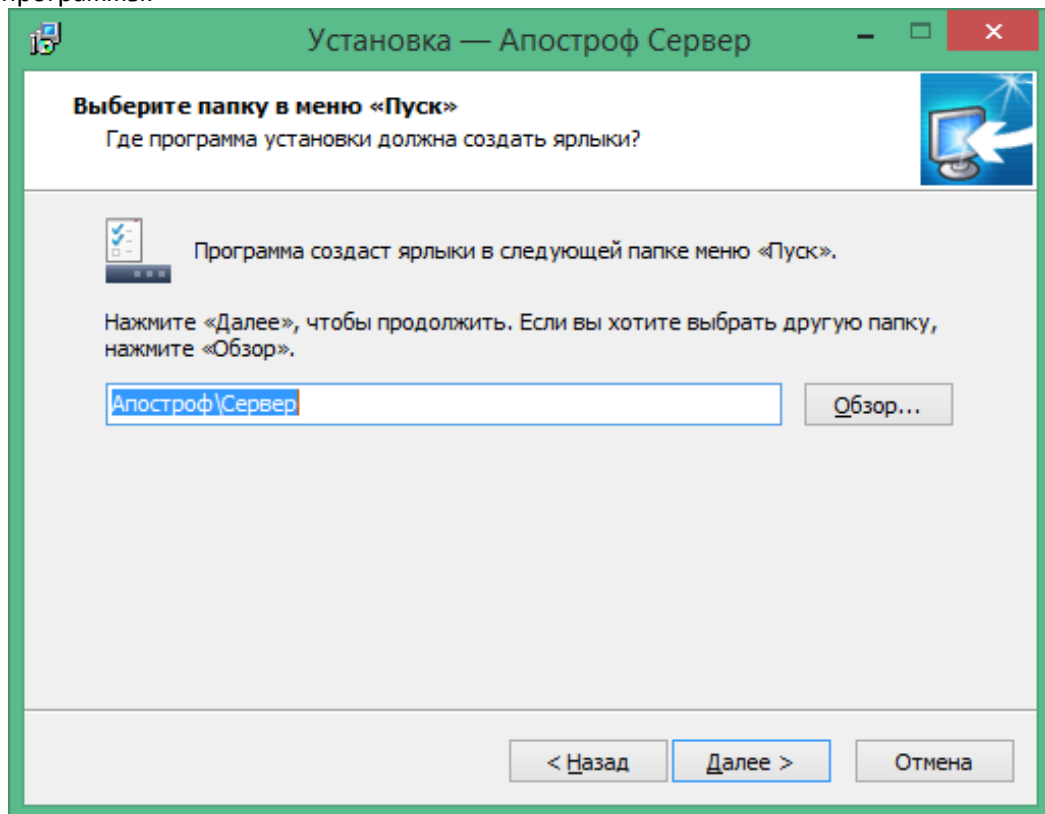 программы.
Установка — Апостроф Сервер
Выберите папку в меню «Пуск»
Где программа установки должна создать ярлыки?
Программа создаст ярлыки в следующей папке меню «Пуск».
Нажмите «Далее», чтобы продолжить. Если вы хотите выбрать другую папку,
нажмите «Обзор».
Апостроф\Сервер
Обзор...
< Назад
Далее >
Отмена